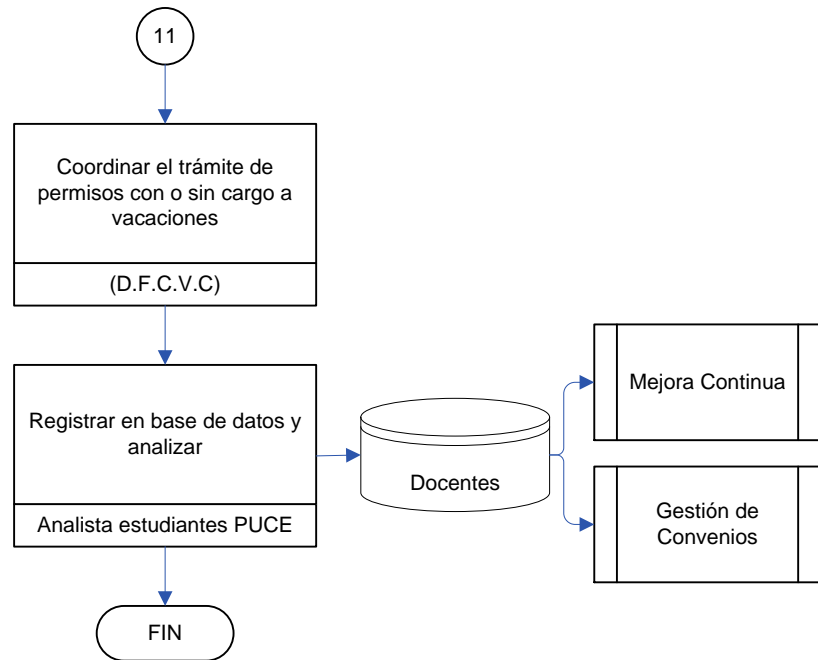 11
Coordinar el trámite de
permisos con o sin cargo a
vacaciones
(D.F.C.V.C)
Registrar en base de datos y
analizar
Analista estudiantes PUCE
Docentes
Mejora Continua
Gestión de
Convenios
FIN